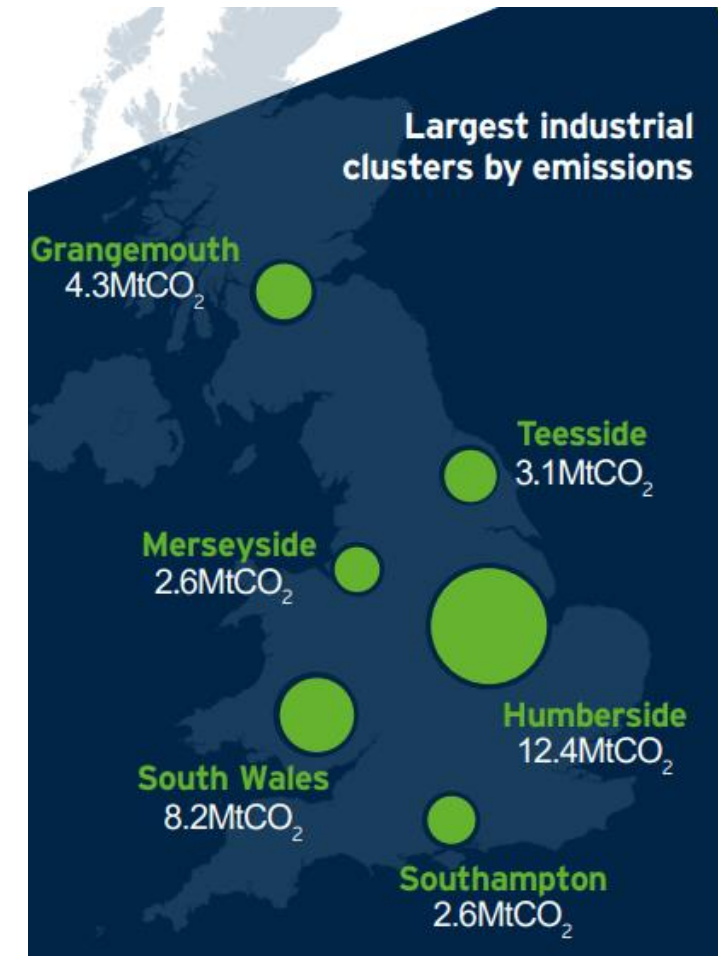 Largest industrial
clusters by emissions
Grangemouth
4.3MtCO₂
Teesside
3.1MtCO₂
Merseyside
2.6MtCO₂
Humberside
12.4MtCO₂
South Wales
8.2MtCO₂
Southampton
2.6MtCO₂